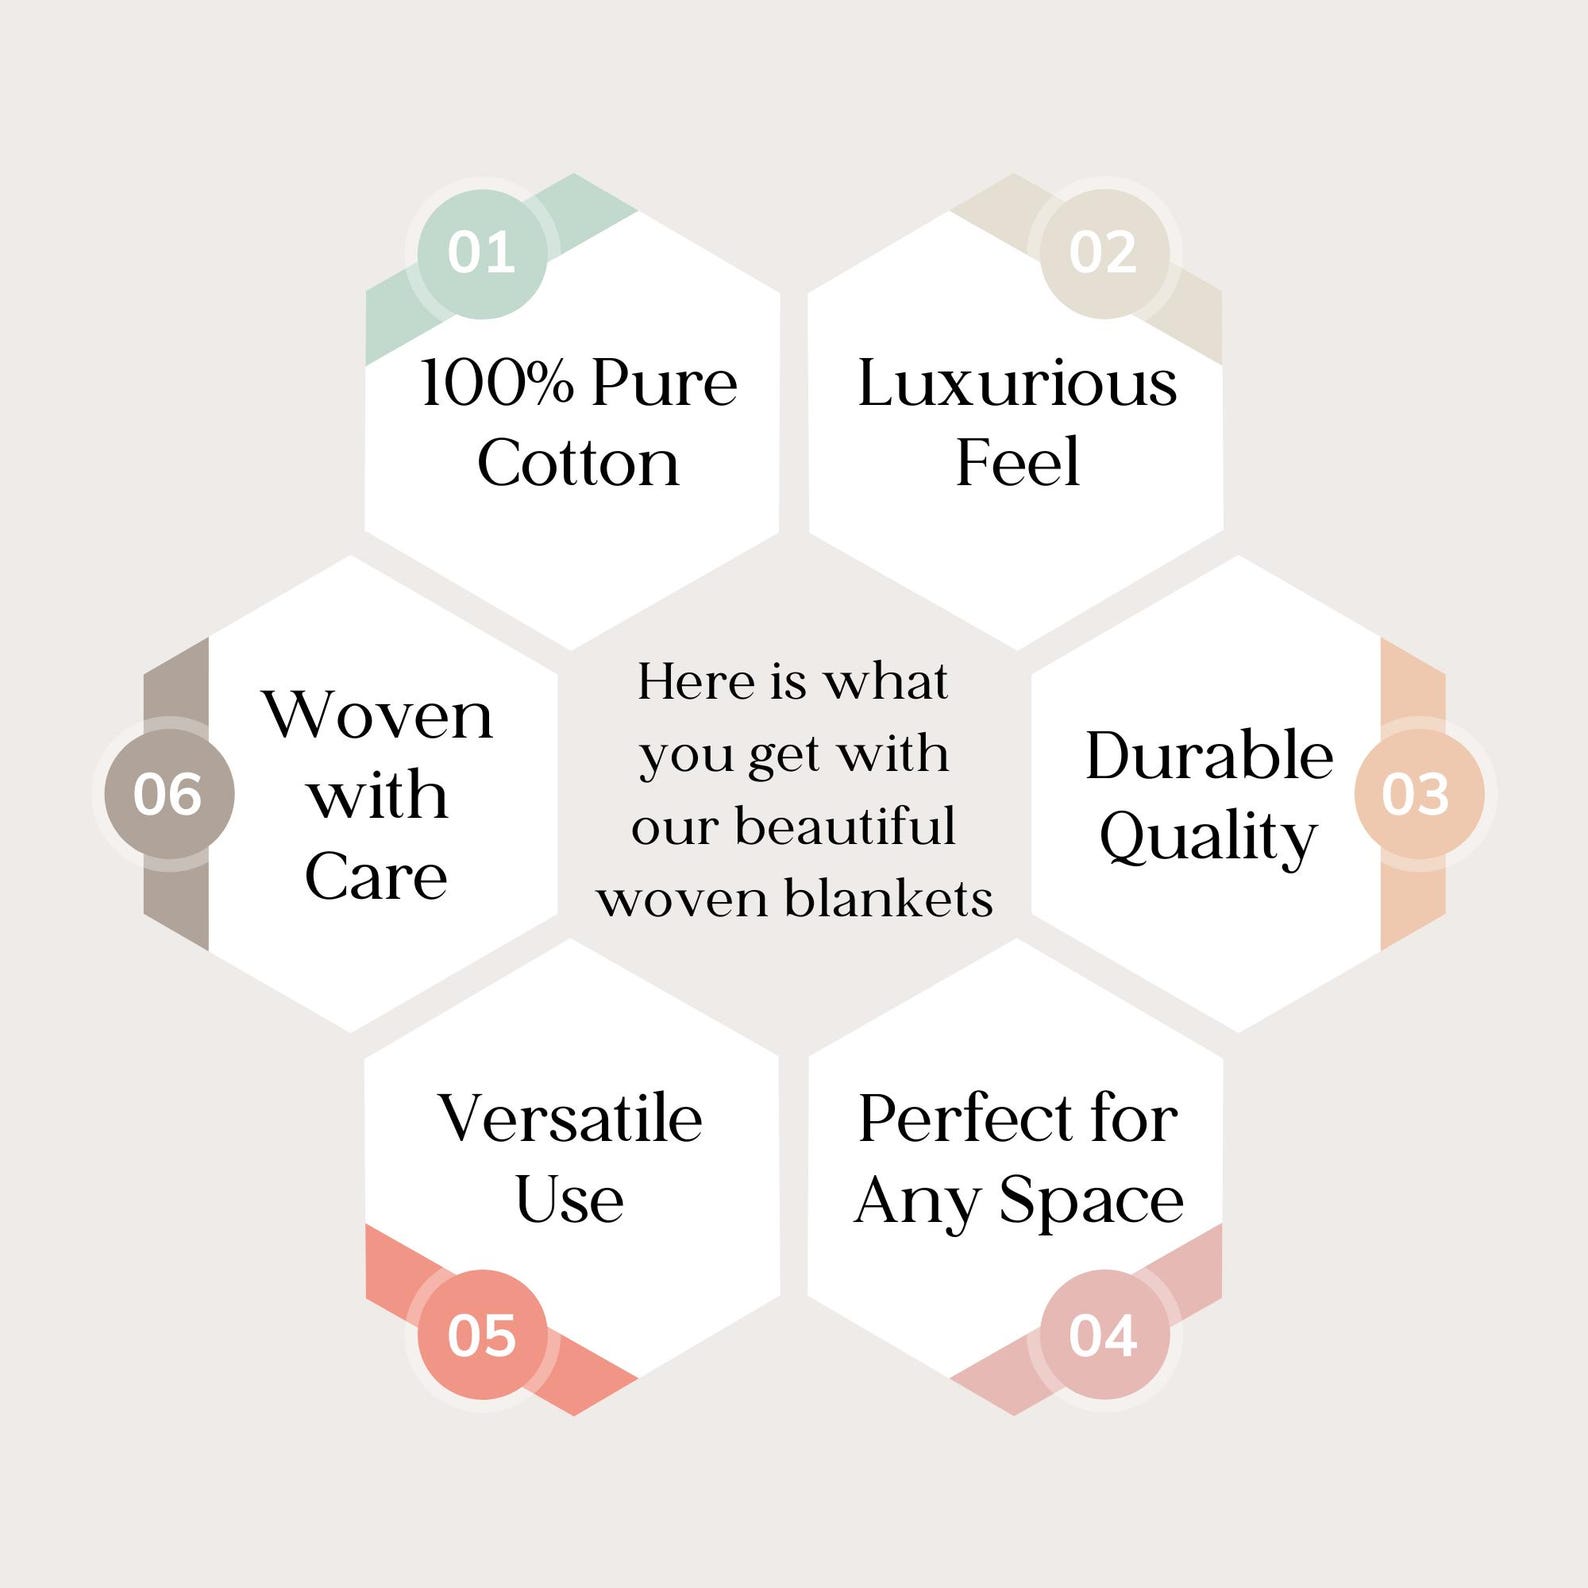 01
100% Pure
Cotton
02
Luxurious
Feel
Here is what
you get with
our beautiful
woven blankets
03
Durable
Quality
04
Perfect for
Any Space
05
Versatile
Use
06
Woven
with
Care